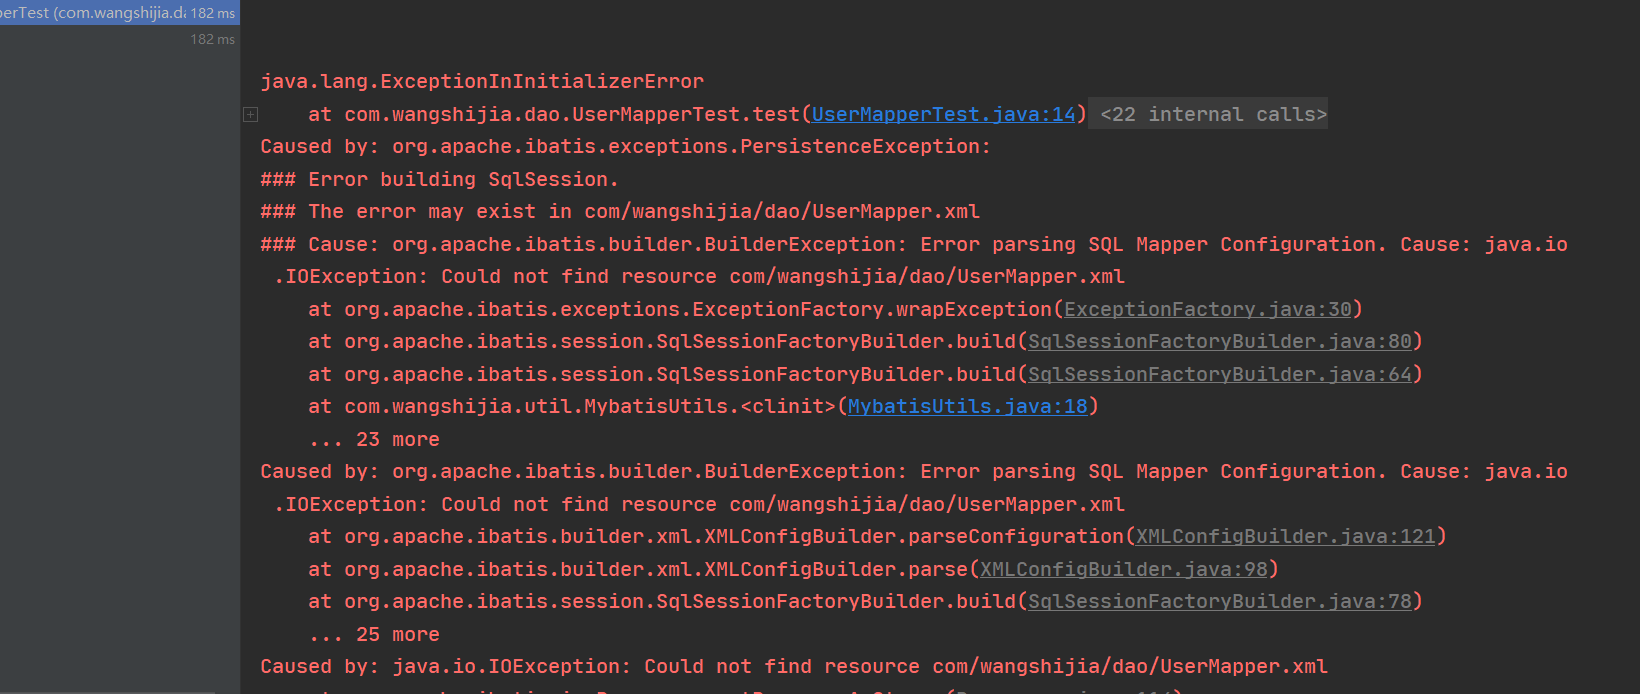 perTest (com.wangshijia.da 182 ms
182 ms
java.lang.ExceptionInInitializerError
at com.wangshijia.dao.UserMapperTest.test(UserMapperTest.java:14) <22 internal calls>
Caused by: org.apache.ibatis.exceptions.PersistenceException:
### Error building SqlSession.
### The error may exist in com/wangshijia/dao/UserMapper.xml
### Cause: org.apache.ibatis.builder.BuilderException: Error parsing SQL Mapper Configuration. Cause: java.io
.IOException: Could not find resource com/wangshijia/dao/UserMapper.xml
at org.apache.ibatis.exceptions.ExceptionFactory.wrapException(ExceptionFactory.java:30)
at org.apache.ibatis.session.SqlSessionFactoryBuilder.build(SqlSessionFactoryBuilder.java:80)
at org.apache.ibatis.session.SqlSessionFactoryBuilder.build(SqlSessionFactoryBuilder.java:64)
at com.wangshijia.util.MybatisUtils.<clinit>(MybatisUtils.java:18)
... 23 more
Caused by: org.apache.ibatis.builder.BuilderException: Error parsing SQL Mapper Configuration. Cause: java.io
.IOException: Could not find resource com/wangshijia/dao/UserMapper.xml
at org.apache.ibatis.builder.xml.XMLConfigBuilder.parseConfiguration(XMLConfigBuilder.java:121)
at org.apache.ibatis.builder.xml.XMLConfigBuilder.parse(XMLConfigBuilder.java:98)
at org.apache.ibatis.session.SqlSessionFactoryBuilder.build(SqlSessionFactoryBuilder.java:78)
... 25 more
Caused by: java.io.IOException: Could not find resource com/wangshijia/dao/UserMapper.xml